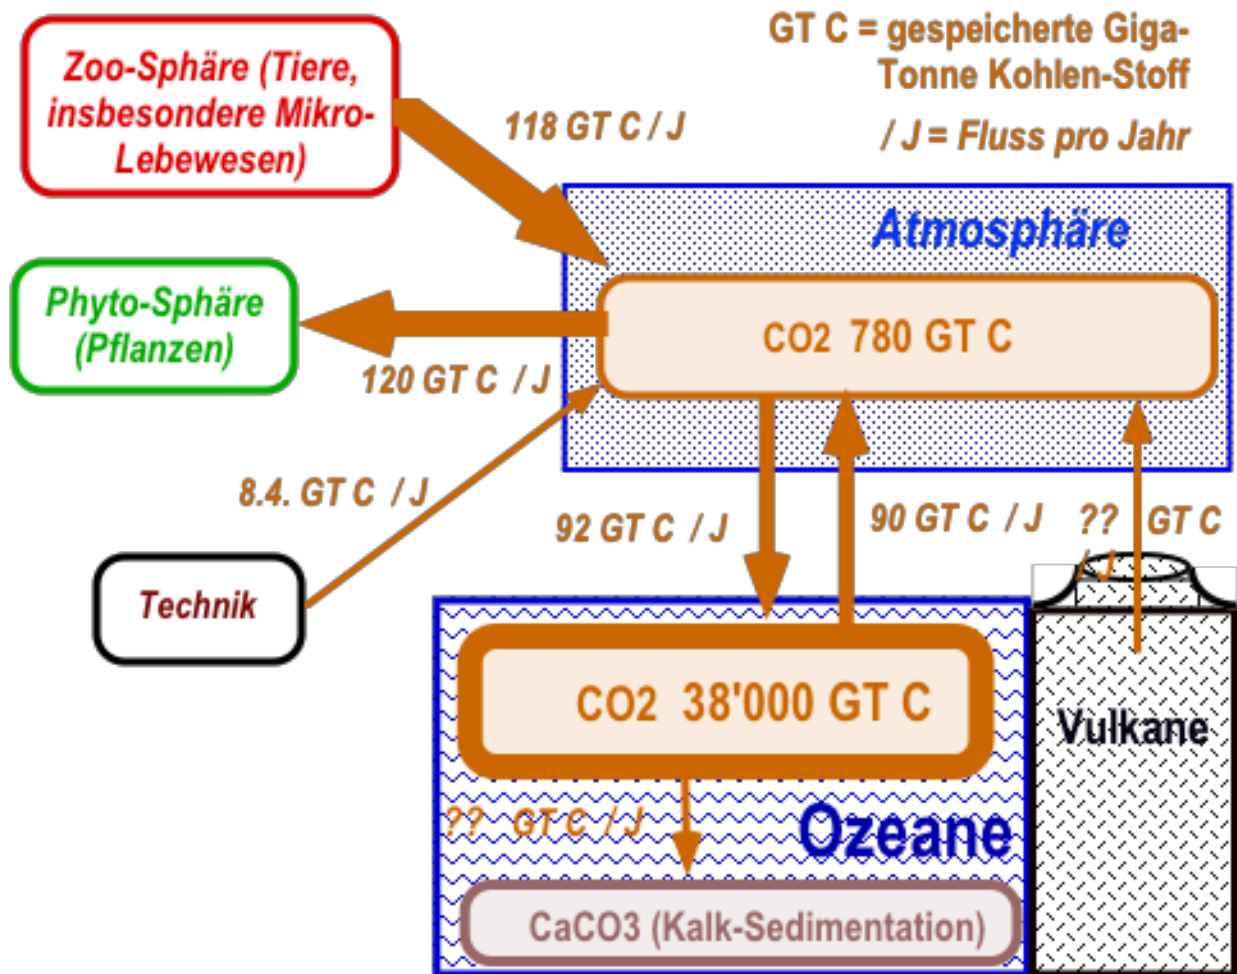 Zoo-Sphäre (Tiere,
insbesondere Mikro-
Lebewesen)
GT C = gespeicherte Giga-
Tonne Kohlen-Stoff
/ J = Fluss pro Jahr
118 GT C / J
Atmosphäre
Phyto-Sphäre
(Pflanzen)
CO2 780 GT C
120 GT C / J
8.4. GT C / J
92 GT C / J
90 GT C / J
?? GT C
/ J
Technik
CO2 38'000 GT C
Vulkane
?? GT C / J
Ozeane
CaCO3 (Kalk-Sedimentation)